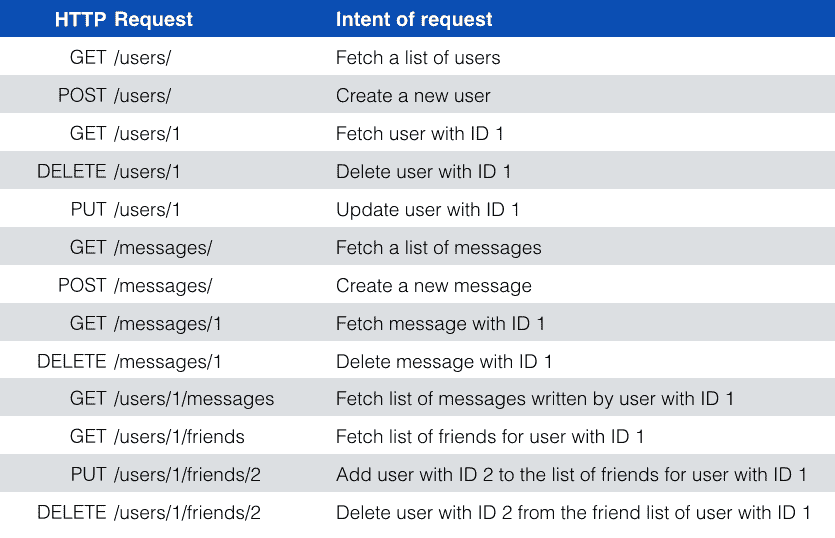 HTTP Request Intent of request
GET /users/ Fetch a list of users
POST /users/ Create a new user
GET /users/1 Fetch user with ID 1
DELETE /users/1 Delete user with ID 1
PUT /users/1 Update user with ID 1
GET /messages/ Fetch a list of messages
POST /messages/ Create a new message
GET /messages/1 Fetch message with ID 1
DELETE /messages/1 Delete message with ID 1
GET /users/1/messages Fetch list of messages written by user with ID 1
GET /users/1/friends Fetch list of friends for user with ID 1
PUT /users/1/friends/2 Add user with ID 2 to the list of friends for user with ID 1
DELETE /users/1/friends/2 Delete user with ID 2 from the friend list of user with ID 1